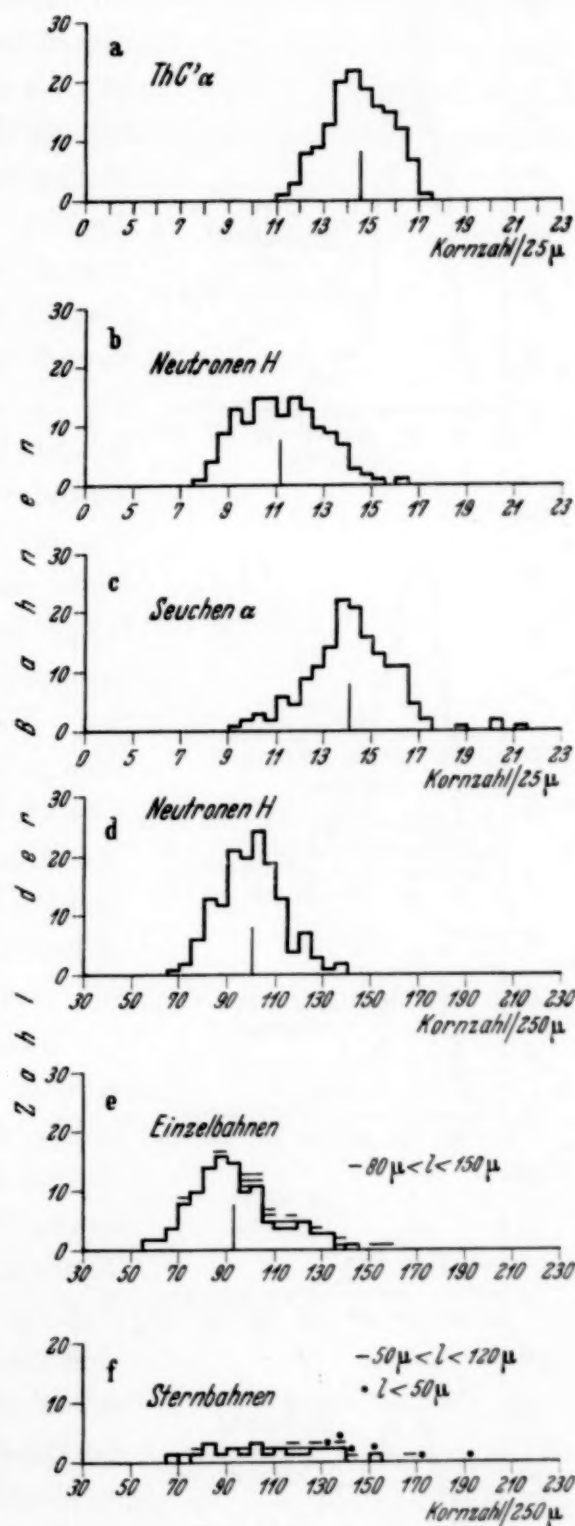 Zahl der Bahnen
30
20
10
0
a
ThC'α
0 5 7 9 11 13 15 17 19 21 23
Kornzahl/25μ
30
20
10
0
b
Neutronen H
0 5 7 9 11 13 15 17 19 21 23
30
20
10
0
c
Seuchen α
0 5 7 9 11 13 15 17 19 21 23
Kornzahl/25μ
30
20
10
0
d
Neutronen H
30 50 70 90 110 130 150 170 190 210 230
Kornzahl/250μ
30
20
10
0
e
Einzelbahnen
– 80μ<l<150μ
30 50 70 90 110 130 150 170 190 210 230
20
10
0
f
Sternbahnen
– 50μ<l<120μ
• l<50μ
30 50 70 90 110 130 150 170 190 210 230
Kornzahl/250μ